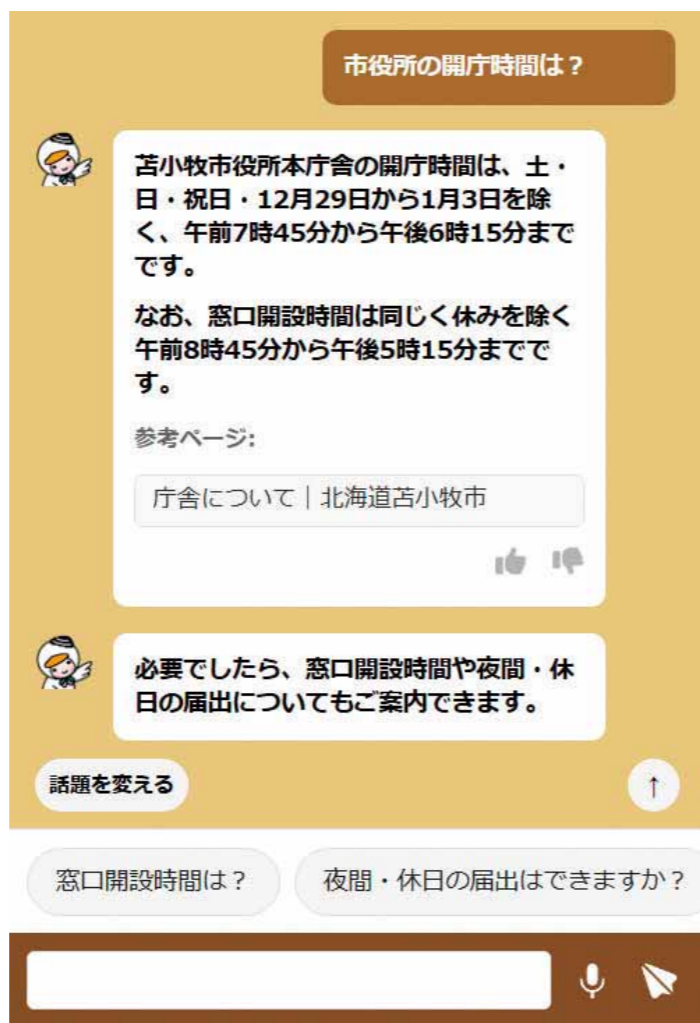 市役所の開庁時間は？
苫小牧市役所本庁舎の開庁時間は、土・
日・祝日・12月29日から1月3日を除
く、午前7時45分から午後6時15分まで
です。
なお、窓口開設時間は同じく休みを除く
午前8時45分から午後5時15分までで
す。
参考ページ:
庁舎について｜北海道苫小牧市
必要でしたら、窓口開設時間や夜間・休
日の届出についてもご案内できます。
話題を変える
↑
窓口開設時間は？
夜間・休日の届出はできますか？